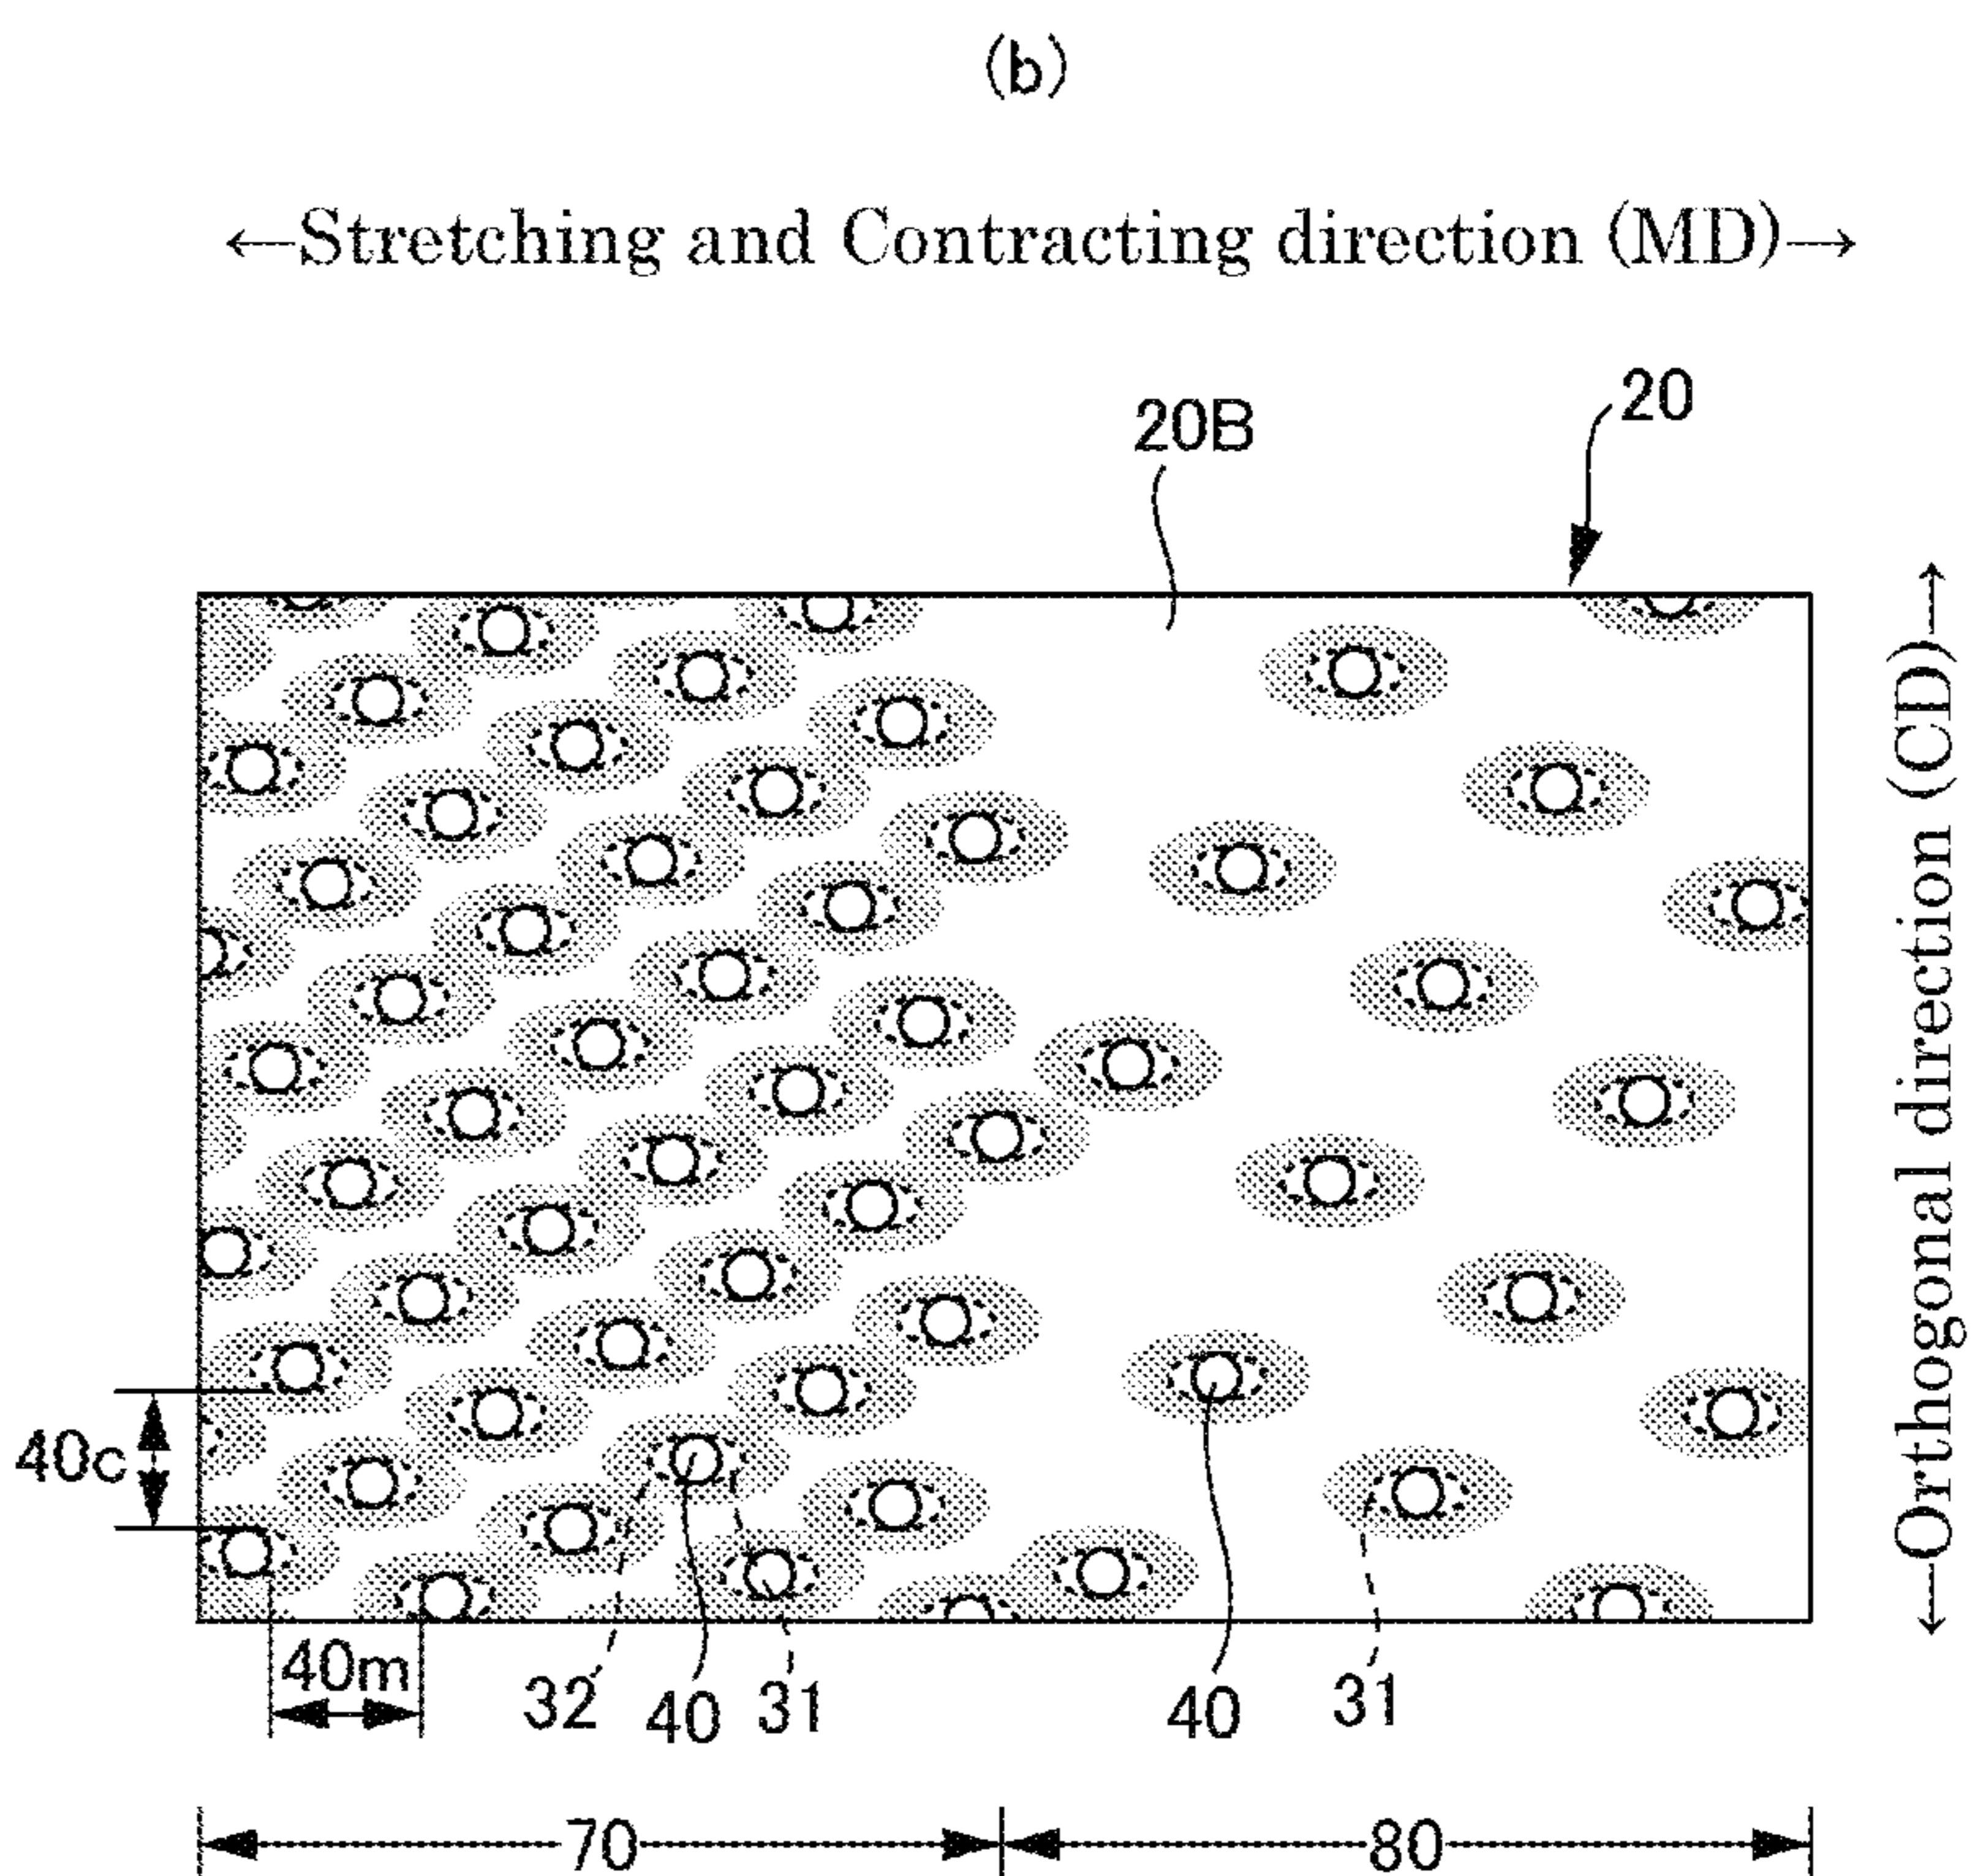 (b)
←Stretching and Contracting direction (MD)→
20
20B
←Orthogonal direction (CD)→
40c
40m
32
40
31
40
31
70
80